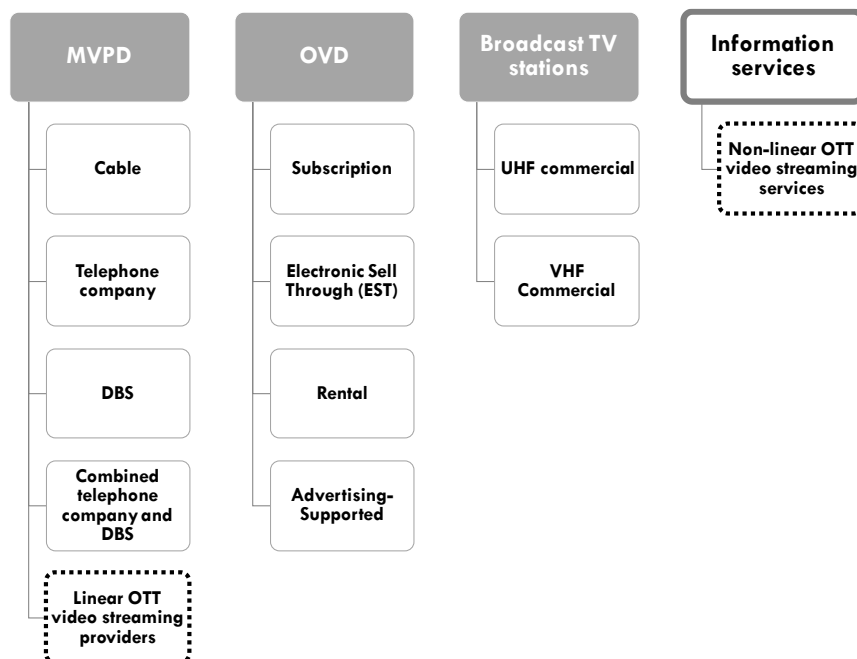 MVPD
Cable
Telephone
company
DBS
Combined
telephone
company and
DBS
Linear OTT
video streaming
providers
OVD
Subscription
Electronic Sell
Through (EST)
Rental
Advertising-
Supported
Broadcast TV
stations
UHF commercial
VHF
Commercial
Information
services
Non-linear OTT
video streaming
services